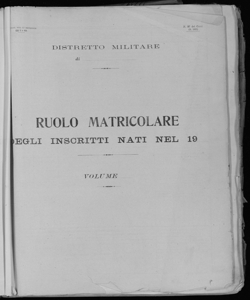 DISTRETTO MILITARE
di
RUOLO MATRICOLARE
DEGLI INSCRITTI NATI NEL 19
VOLUME